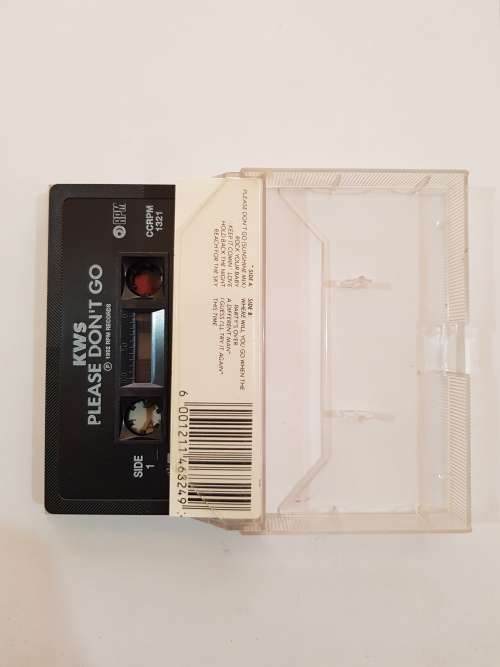 KWS
PLEASE DON'T GO
℗ 1992 RPM RECORDS
RPM
CCRPM
1321
SIDE
1
SIDE A
PLEASE DON'T GO (SUNSHINE MIX)
ROCK YOUR BABY
KEEP IT COMIN' LOVE
HOLD BACK THE NIGHT
REACH FOR THE SKY
SIDE B
WHERE WILL YOU GO WHEN THE
PARTY'S OVER
A DIFFERENT MAN*
(GUESS I'LL TRY IT AGAIN*
THIS TIME
6 001211 463249